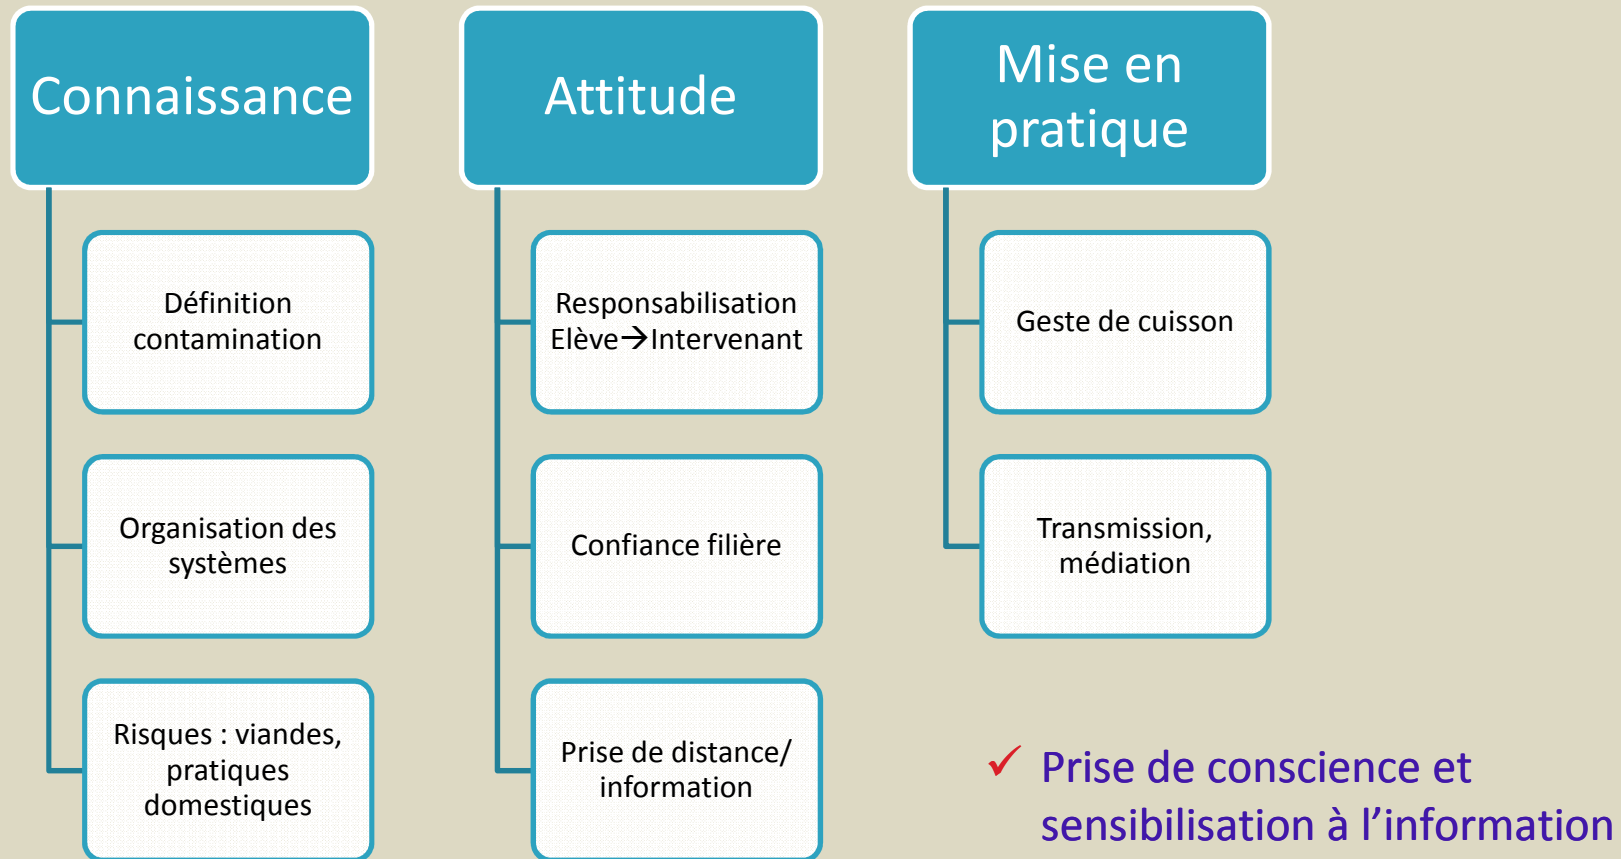 Connaissance
Définition
contamination
Organisation des
systèmes
Risques : viandes,
pratiques
domestiques
Attitude
Responsabilisation
Elève→Intervenant
Confiance filière
Prise de distance/
information
Mise en
pratique
Geste de cuisson
Transmission,
médiation
✓ Prise de conscience et
sensibilisation à l’information